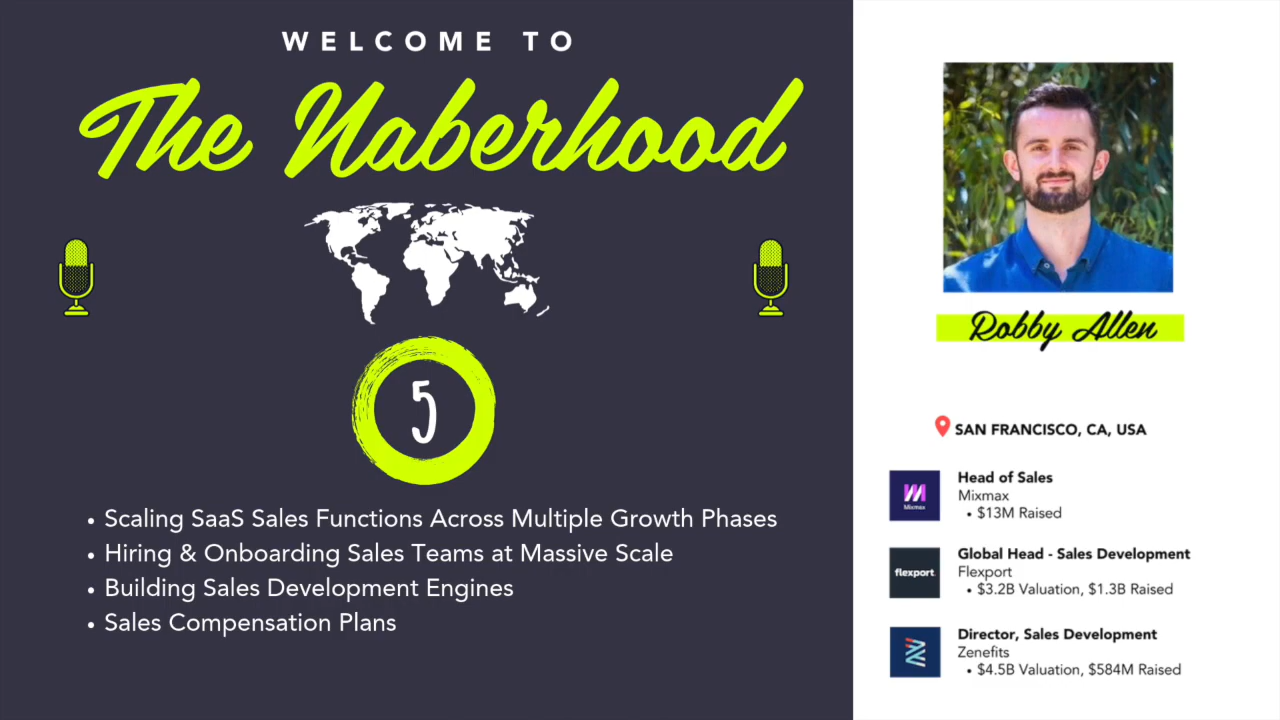 WELCOME TO
The Naberhood
5
• Scaling SaaS Sales Functions Across Multiple Growth Phases
• Hiring & Onboarding Sales Teams at Massive Scale
• Building Sales Development Engines
• Sales Compensation Plans
Robby Allen
SAN FRANCISCO, CA, USA
Mixmax
Head of Sales
Mixmax
• $13M Raised
flexport.
Global Head - Sales Development
Flexport
• $3.2B Valuation, $1.3B Raised
Director, Sales Development
Zenefits
• $4.5B Valuation, $584M Raised